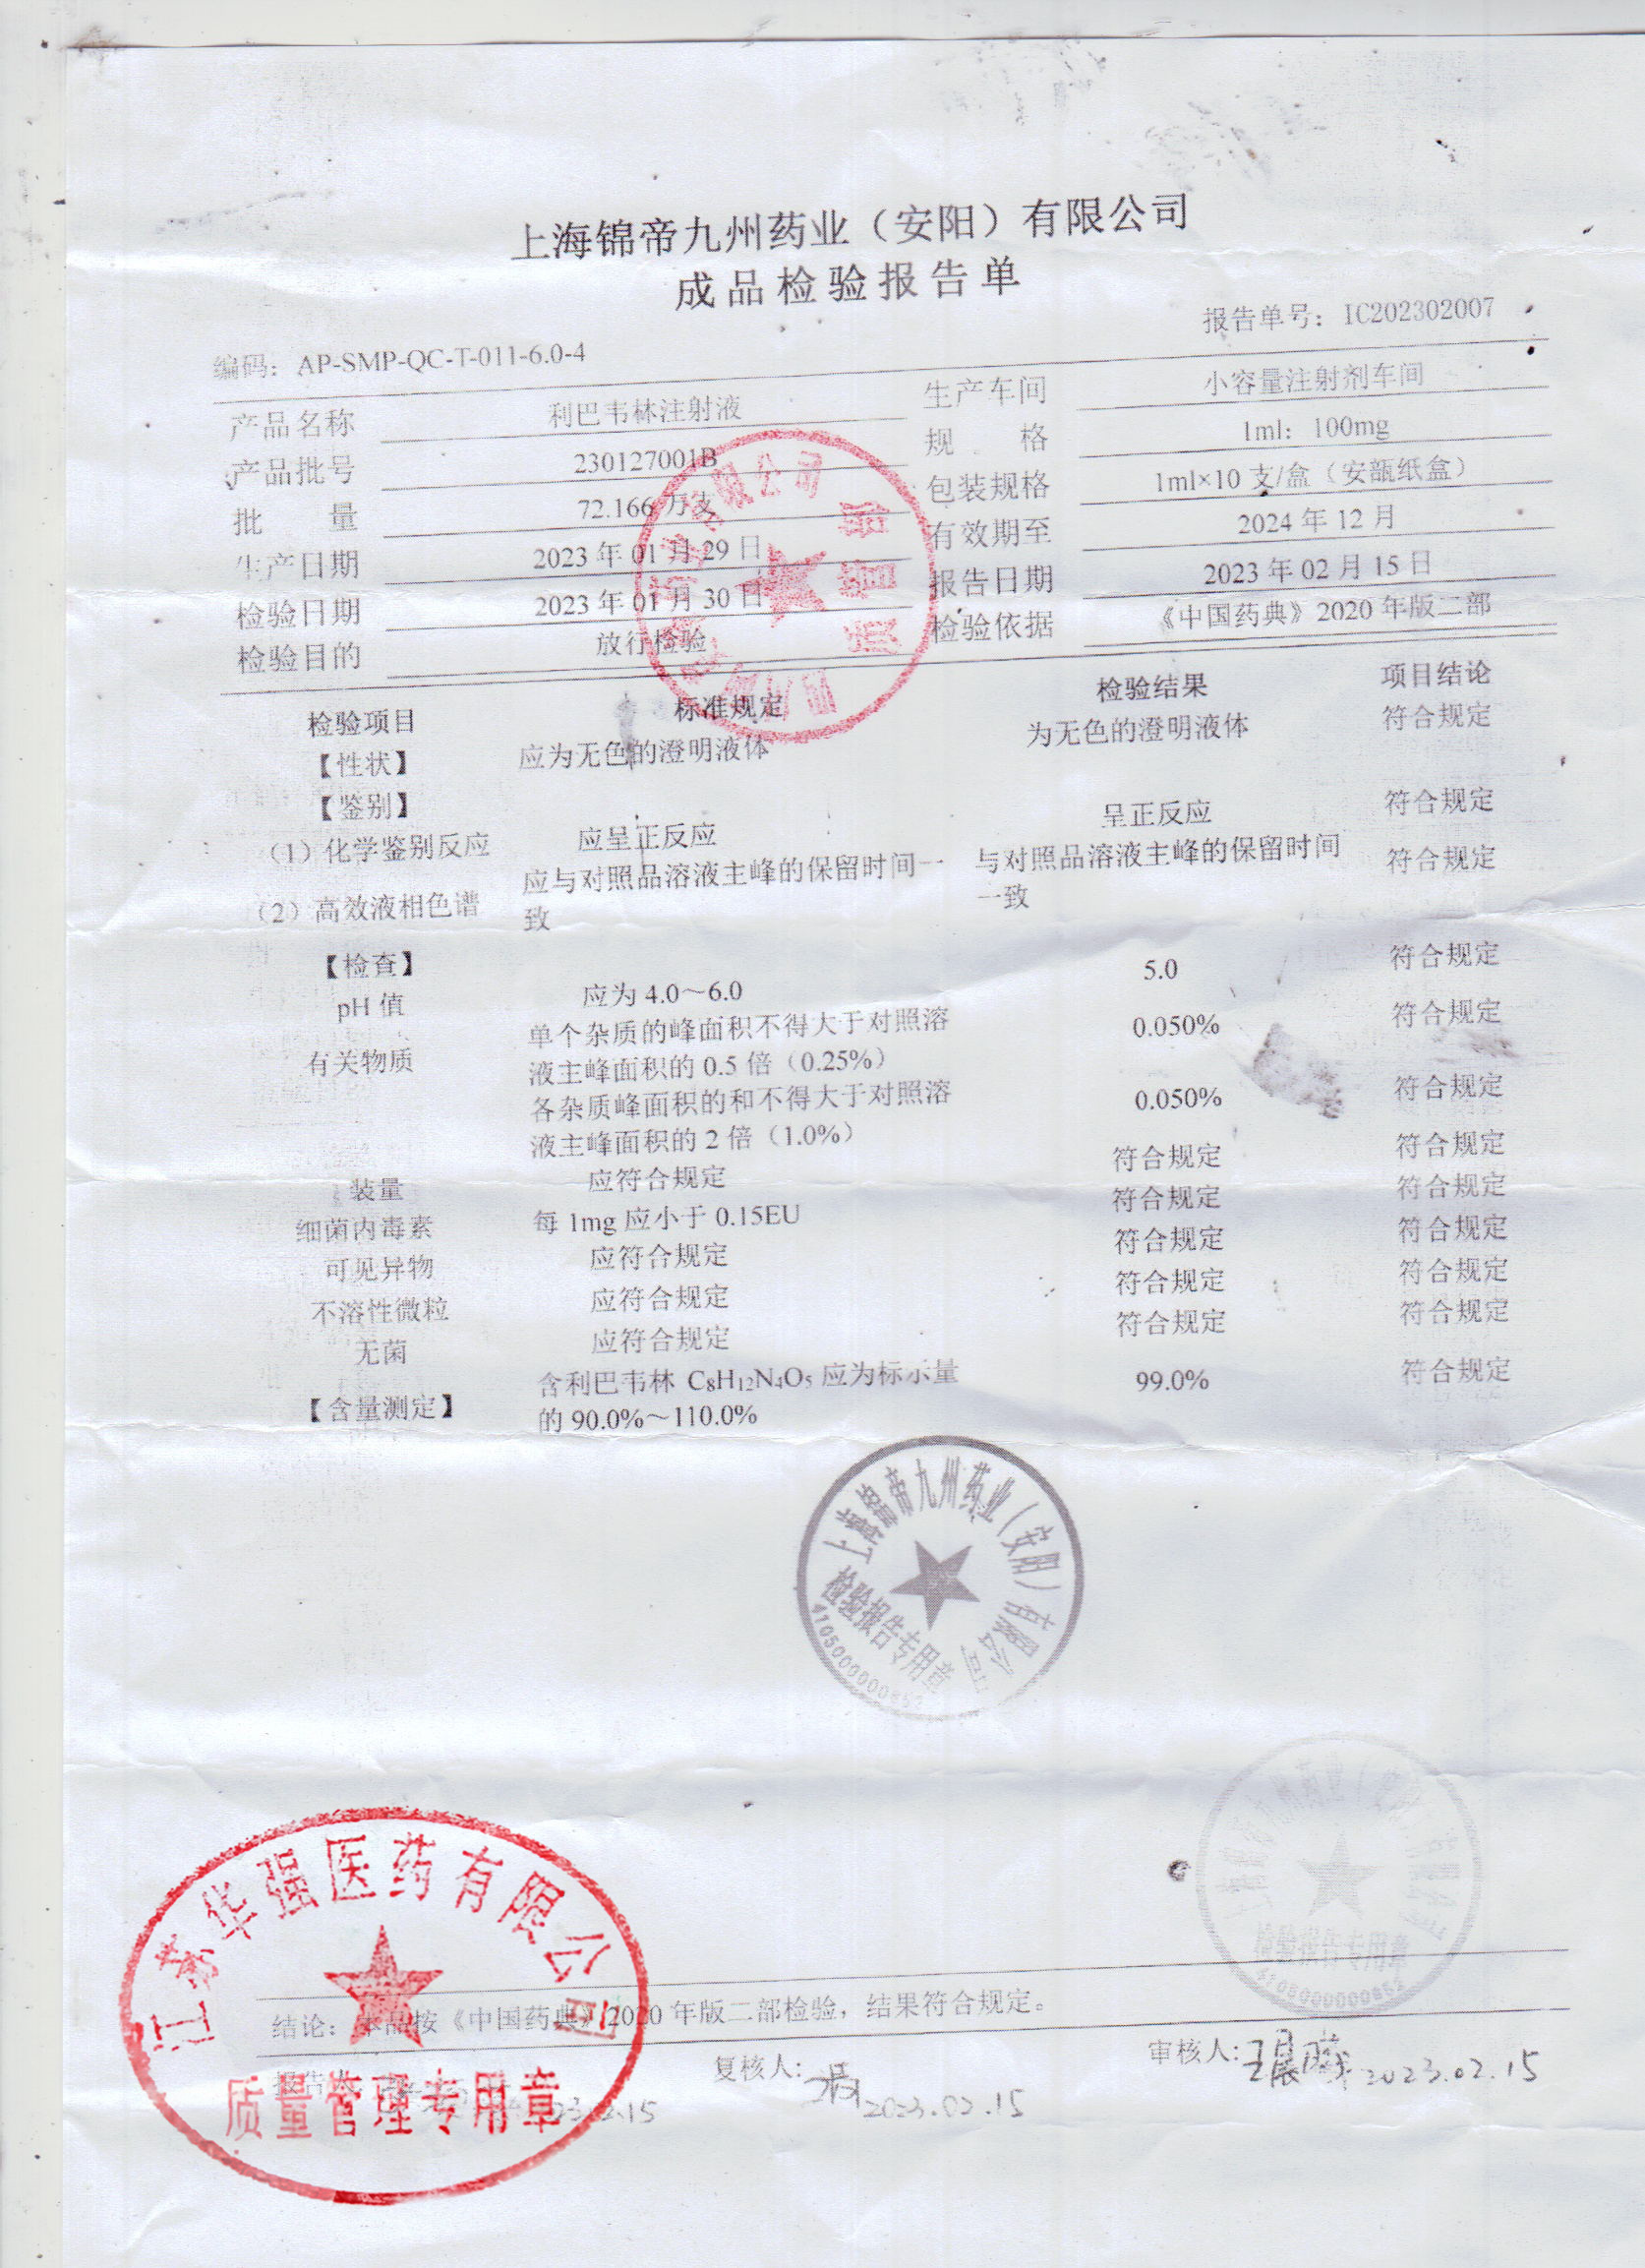 上海锦帝九州药业（安阳）有限公司
成品检验报告单
编码：AP-SMP-QC-T-011-6.0-4 报告单号：IC202302007
产品名称 利巴韦林注射液 生产车间 小容量注射剂车间
产品批号 230127001B 规 格 1ml：100mg
批 量 72.166万支 包装规格 1ml×10支/盒（安瓿纸盒）
生产日期 2023年01月29日 有效期至 2024年12月
检验日期 2023年01月30日 报告日期 2023年02月15日
检验目的 放行检验 检验依据 《中国药典》2020年版二部
检验项目 标准规定 检验结果 项目结论
【性状】 应为无色的澄明液体 为无色的澄明液体 符合规定
【鉴别】
（1）化学鉴别反应 应呈正反应 呈正反应 符合规定
（2）高效液相色谱 应与对照品溶液主峰的保留时间一 与对照品溶液主峰的保留时间 符合规定
致 一致
【检查】
pH值 应为4.0～6.0 5.0 符合规定
有关物质 单个杂质的峰面积不得大于对照溶 0.050% 符合规定
液主峰面积的0.5倍（0.25%）
各杂质峰面积的和不得大于对照溶 0.050% 符合规定
液主峰面积的2倍（1.0%）
装量 应符合规定 符合规定 符合规定
细菌内毒素 每1mg应小于0.15EU 符合规定 符合规定
可见异物 应符合规定 符合规定 符合规定
不溶性微粒 应符合规定 符合规定 符合规定
无菌 应符合规定 符合规定 符合规定
【含量测定】 含利巴韦林C₈H₁₂N₄O₅应为标示量 99.0% 符合规定
的90.0%～110.0%
上海锦帝九州药业（安阳）有限公司
检验报告专用章
检验报告专用章
江苏华强医药有限公司
质量管理专用章
结论：本品按《中国药典》2020年版二部检验，结果符合规定。
复核人： 2023.02.15 审核人： 2023.02.15